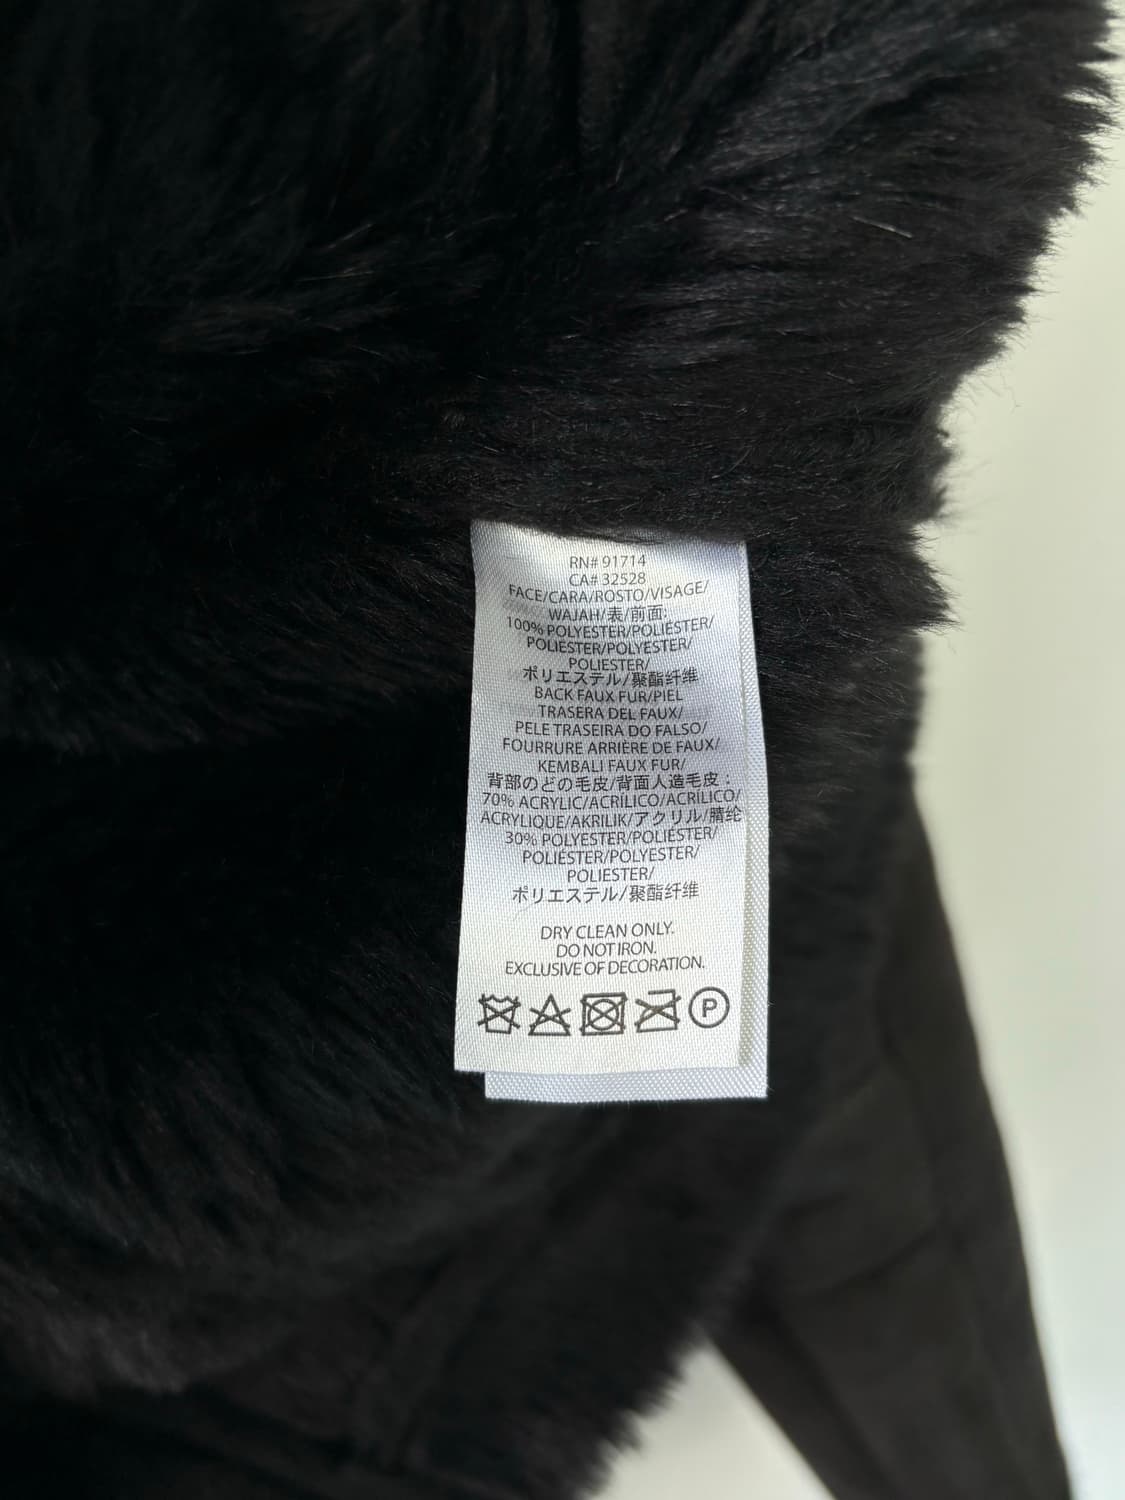 RN# 91714
CA# 32528
FACE/CARA/ROSTO/VISAGE/
WAJAH/表/前面:
100% POLYESTER/POLIÉSTER/
POLIÉSTER/POLYESTER/
POLIESTER/
ポリエステル/聚酯纤维
BACK FAUX FUR/PIEL
TRASERA DEL FAUX/
PELE TRASEIRA DO FALSO/
FOURRURE ARRIÈRE DE FAUX/
KEMBALI FAUX FUR/
背部のどの毛皮/背面人造毛皮：
70% ACRYLIC/ACRÍLICO/ACRÍLICO/
ACRYLIQUE/AKRILIK/アクリル/腈纶
30% POLYESTER/POLIÉSTER/
POLIÉSTER/POLYESTER/
POLIESTER/
ポリエステル/聚酯纤维
DRY CLEAN ONLY.
DO NOT IRON.
EXCLUSIVE OF DECORATION.
P